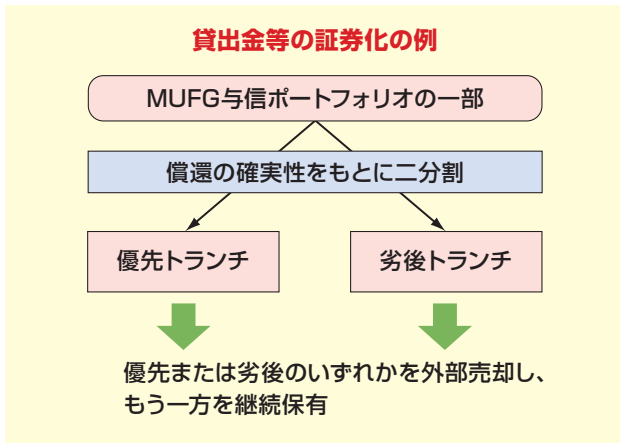 貸出金等の証券化の例
MUFG与信ポートフォリオの一部
償還の確実性をもとに二分割
優先トランチ
劣後トランチ
優先または劣後のいずれかを外部売却し、
もう一方を継続保有